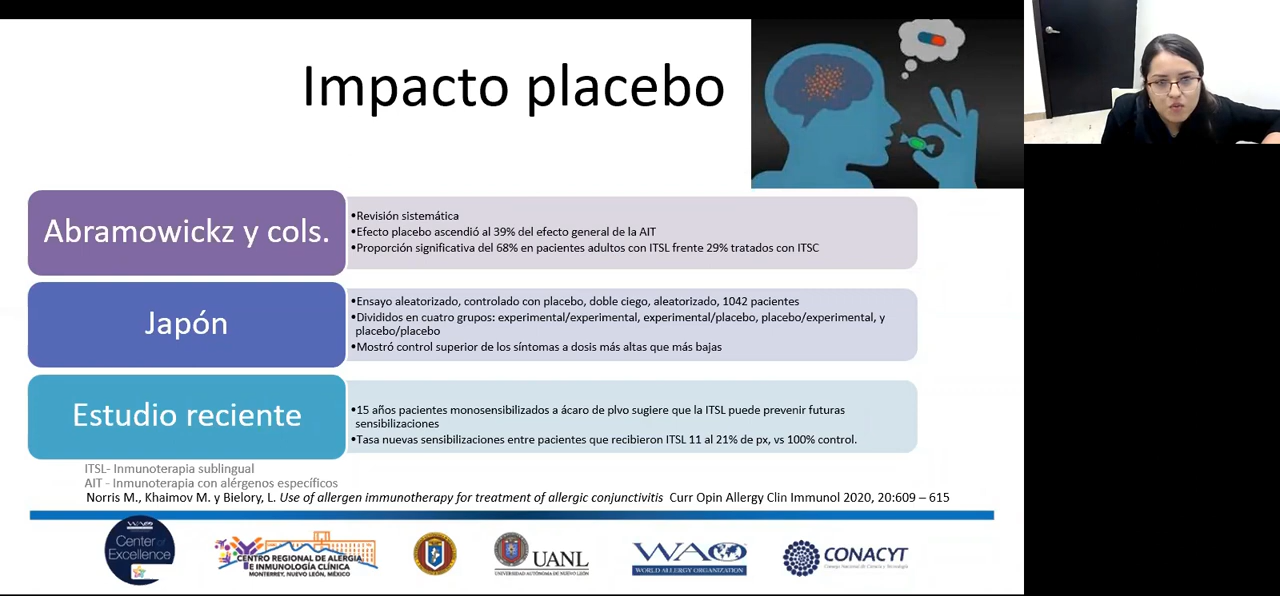 Impacto placebo
Abramowickz y cols.
•Revisión sistemática
•Efecto placebo ascendió al 39% del efecto general de la AIT
•Proporción significativa del 68% en pacientes adultos con ITSL frente 29% tratados con ITSC
Japón
•Ensayo aleatorizado, controlado con placebo, doble ciego, aleatorizado, 1042 pacientes
•Divididos en cuatro grupos: experimental/experimental, experimental/placebo, placebo/experimental, y
placebo/placebo
•Mostró control superior de los síntomas a dosis más altas que más bajas
Estudio reciente
•15 años pacientes monosensibilizados a ácaro de plvo sugiere que la ITSL puede prevenir futuras
sensibilizaciones
•Tasa nuevas sensibilizaciones entre pacientes que recibieron ITSL 11 al 21% de px, vs 100% control.
ITSL- Inmunoterapia sublingual
AIT - Inmunoterapia con alérgenos específicos
Norris M., Khaimov M. y Bielory, L. Use of allergen immunotherapy for treatment of allergic conjunctivitis Curr Opin Allergy Clin Immunol 2020, 20:609 – 615
WAO
Center of
Excellence
CENTRO REGIONAL DE ALERGIA
E INMUNOLOGÍA CLÍNICA
MONTERREY, NUEVO LEÓN, MÉXICO
UANL
UNIVERSIDAD AUTÓNOMA DE NUEVO LEÓN
WAO
WORLD ALLERGY ORGANIZATION
CONACYT
Consejo Nacional de Ciencia y Tecnología